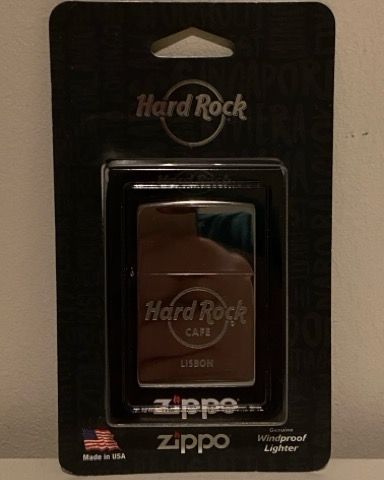 Hard Rock
Hard Rock
CAFE
LISBON
zippo
zippo
Made in USA
GENUINE
Windproof
Lighter